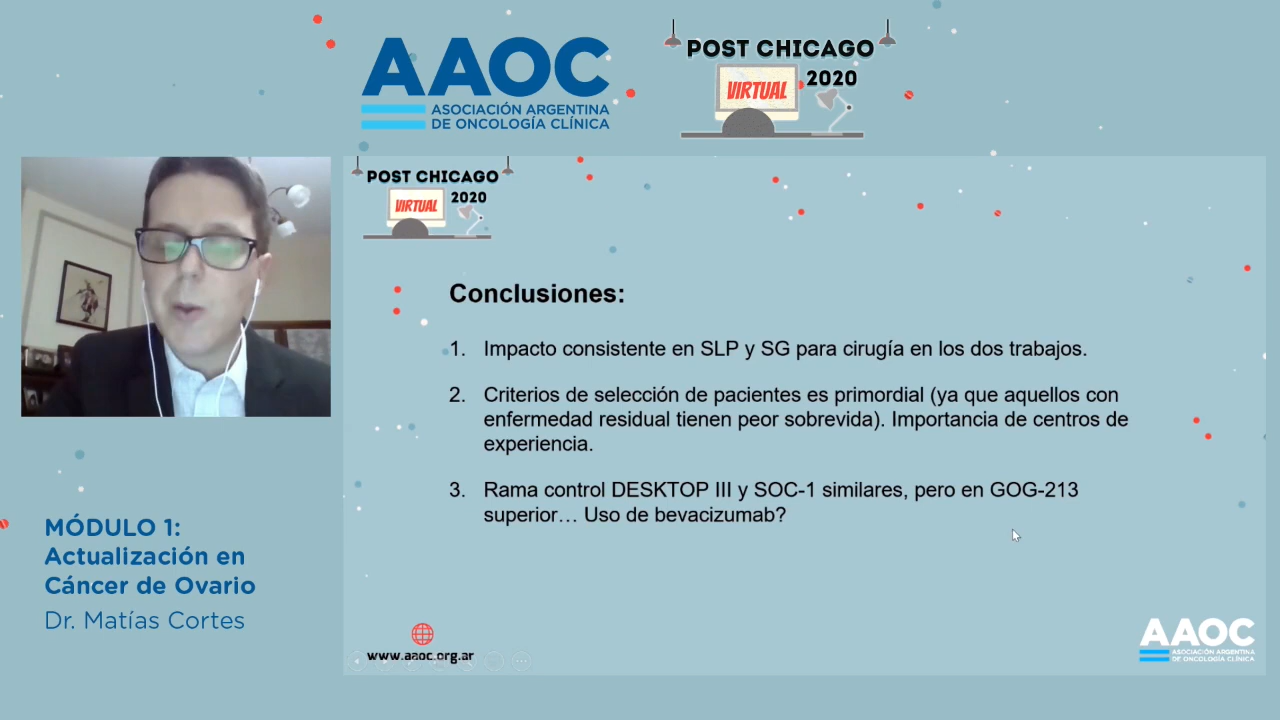 AAOC
ASOCIACIÓN ARGENTINA
DE ONCOLOGÍA CLÍNICA
POST CHICAGO
2020
VIRTUAL
POST CHICAGO
2020
VIRTUAL
Conclusiones:
1. Impacto consistente en SLP y SG para cirugía en los dos trabajos.
2. Criterios de selección de pacientes es primordial (ya que aquellos con
enfermedad residual tienen peor sobrevida). Importancia de centros de
experiencia.
3. Rama control DESKTOP III y SOC-1 similares, pero en GOG-213
superior… Uso de bevacizumab?
MÓDULO 1:
Actualización en
Cáncer de Ovario
Dr. Matías Cortes
www.aaoc.org.ar
AAOC
ASOCIACIÓN ARGENTINA
DE ONCOLOGÍA CLÍNICA